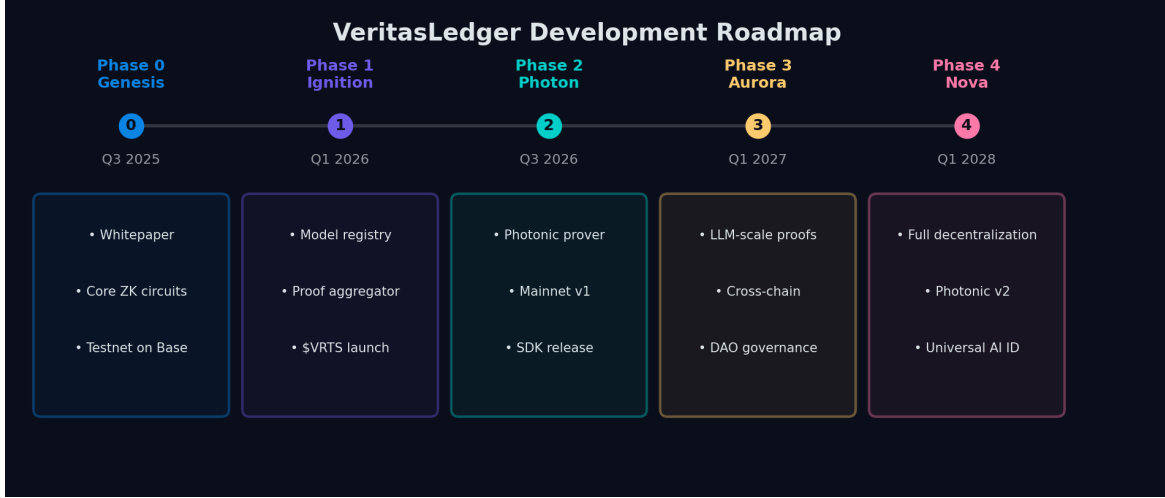 VeritasLedger Development Roadmap
Phase 0
Genesis
Phase 1
Ignition
Phase 2
Photon
Phase 3
Aurora
Phase 4
Nova
0
1
2
3
4
Q3 2025
Q1 2026
Q3 2026
Q1 2027
Q1 2028
• Whitepaper
• Core ZK circuits
• Testnet on Base
• Model registry
• Proof aggregator
• $VRTS launch
• Photonic prover
• Mainnet v1
• SDK release
• LLM-scale proofs
• Cross-chain
• DAO governance
• Full decentralization
• Photonic v2
• Universal AI ID